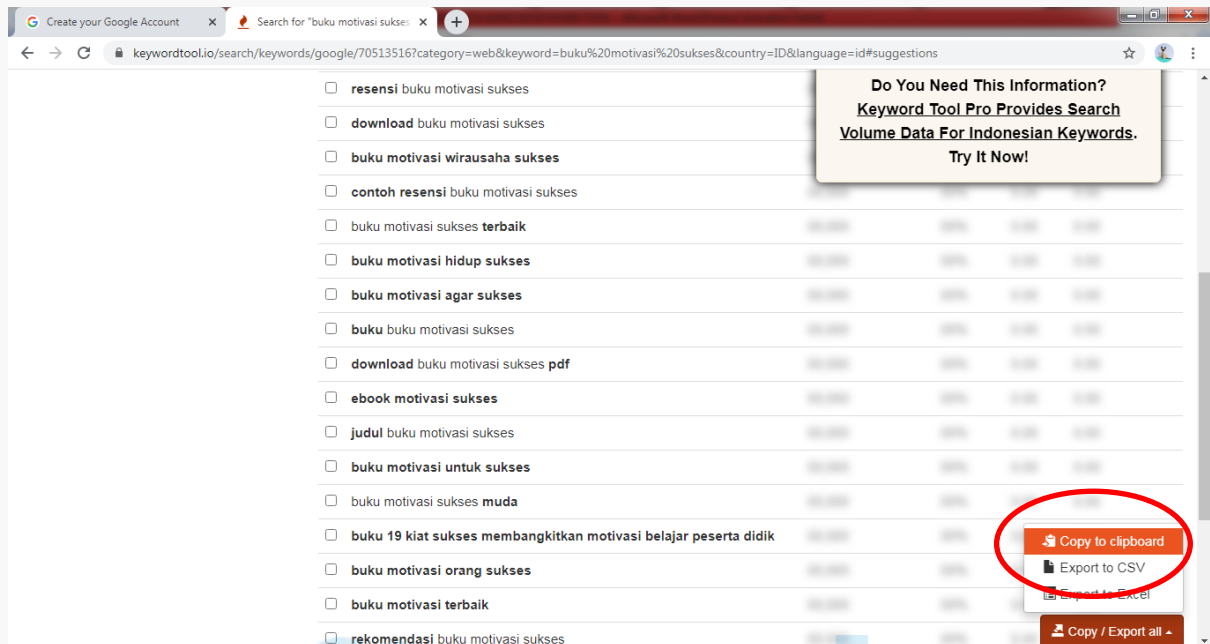 Create your Google Account
Search for "buku motivasi sukses
keywordtool.io/search/keywords/google/70513516?category=web&keyword=buku%20motivasi%20sukses&country=ID&language=id#suggestions
Do You Need This Information?
Keyword Tool Pro Provides Search
Volume Data For Indonesian Keywords.
Try It Now!
resensi buku motivasi sukses
download buku motivasi sukses
buku motivasi wirausaha sukses
contoh resensi buku motivasi sukses
buku motivasi sukses terbaik
buku motivasi hidup sukses
buku motivasi agar sukses
buku buku motivasi sukses
download buku motivasi sukses pdf
ebook motivasi sukses
judul buku motivasi sukses
buku motivasi untuk sukses
buku motivasi sukses muda
buku 19 kiat sukses membangkitkan motivasi belajar peserta didik
buku motivasi orang sukses
buku motivasi terbaik
rekomendasi buku motivasi sukses
Copy to clipboard
Export to CSV
Export to Excel
Copy / Export all